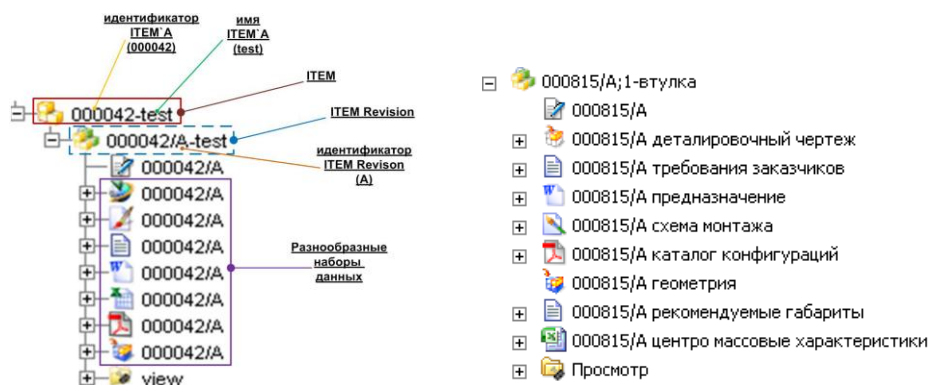 идентификатор
ITEM`A
(000042)
имя
ITEM`A
(test)
ITEM
000042-test
ITEM Revision
000042/A-test
идентификатор
ITEM Revison
(A)
000042/A
000042/A
000042/A
000042/A
000042/A
000042/A
000042/A
000042/A
view
Разнообразные
наборы
данных
000815/A;1-втулка
000815/A
000815/A деталировочный чертеж
000815/A требования заказчиков
000815/A предназначение
000815/A схема монтажа
000815/A каталог конфигураций
000815/A геометрия
000815/A рекомендуемые габариты
000815/A центро массовые характеристики
Просмотр